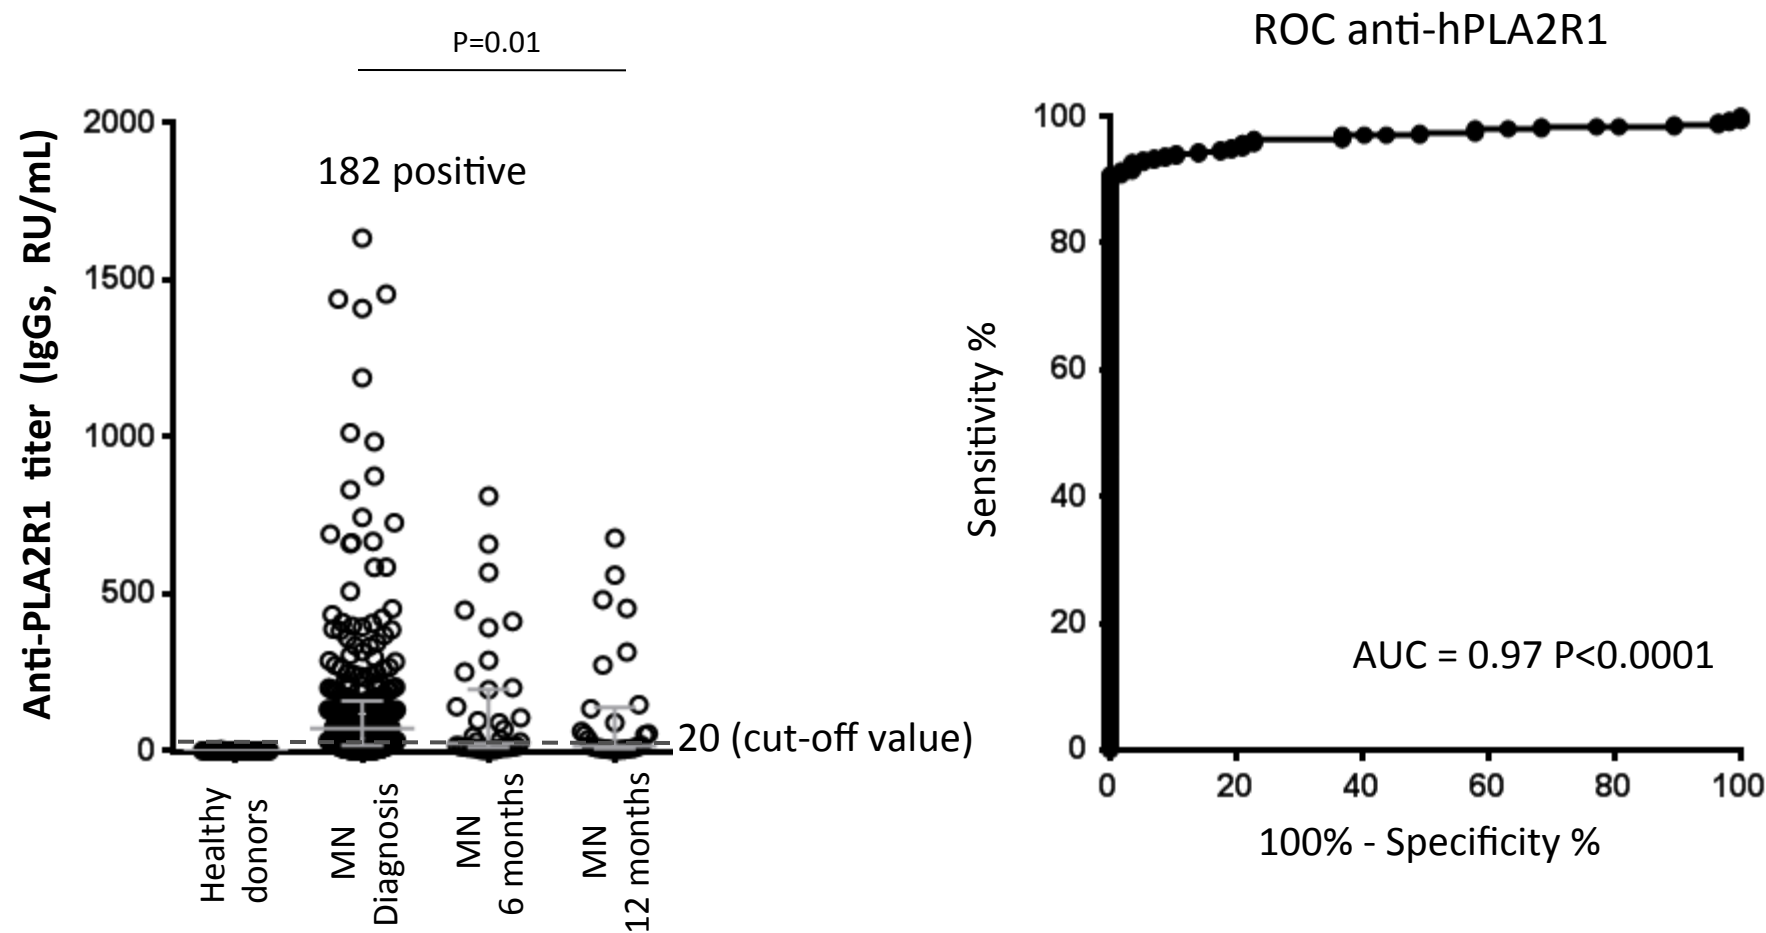 P=0.01
182 positive
Anti-PLA2R1 titer (IgGs, RU/mL)
2000
1500
1000
500
0
20 (cut-off value)
Healthy
donors
MN
Diagnosis
MN
6 months
MN
12 months
ROC anti-hPLA2R1
Sensitivity %
100
80
60
40
20
0
AUC = 0.97 P<0.0001
0 20 40 60 80 100
100% - Specificity %